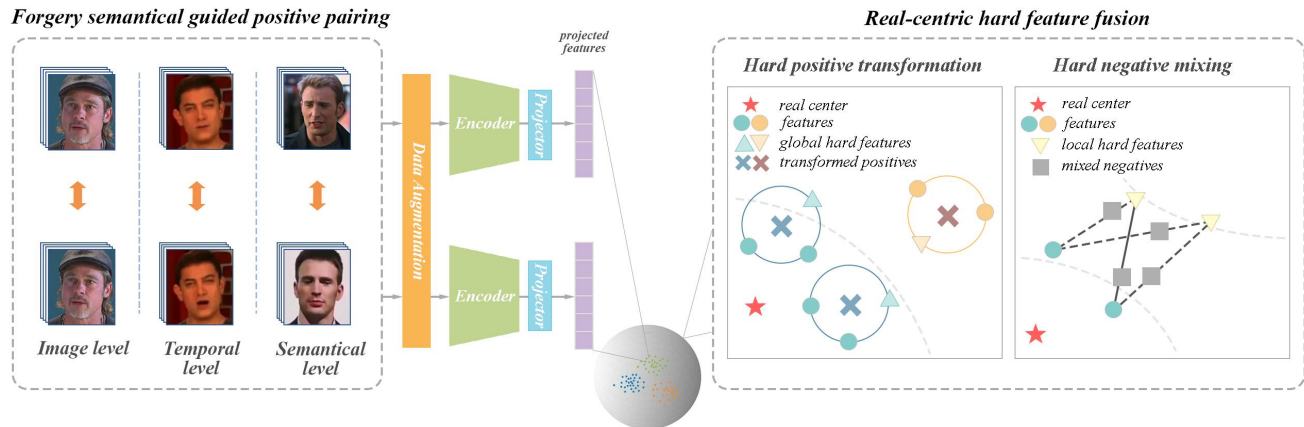 Forgery semantical guided positive pairing
Image level
Temporal
level
Semantical
level
Data Augmentation
Encoder
Projector
Encoder
Projector
projected
features
Real-centric hard feature fusion
Hard positive transformation
real center
features
global hard features
transformed positives
Hard negative mixing
real center
features
local hard features
mixed negatives